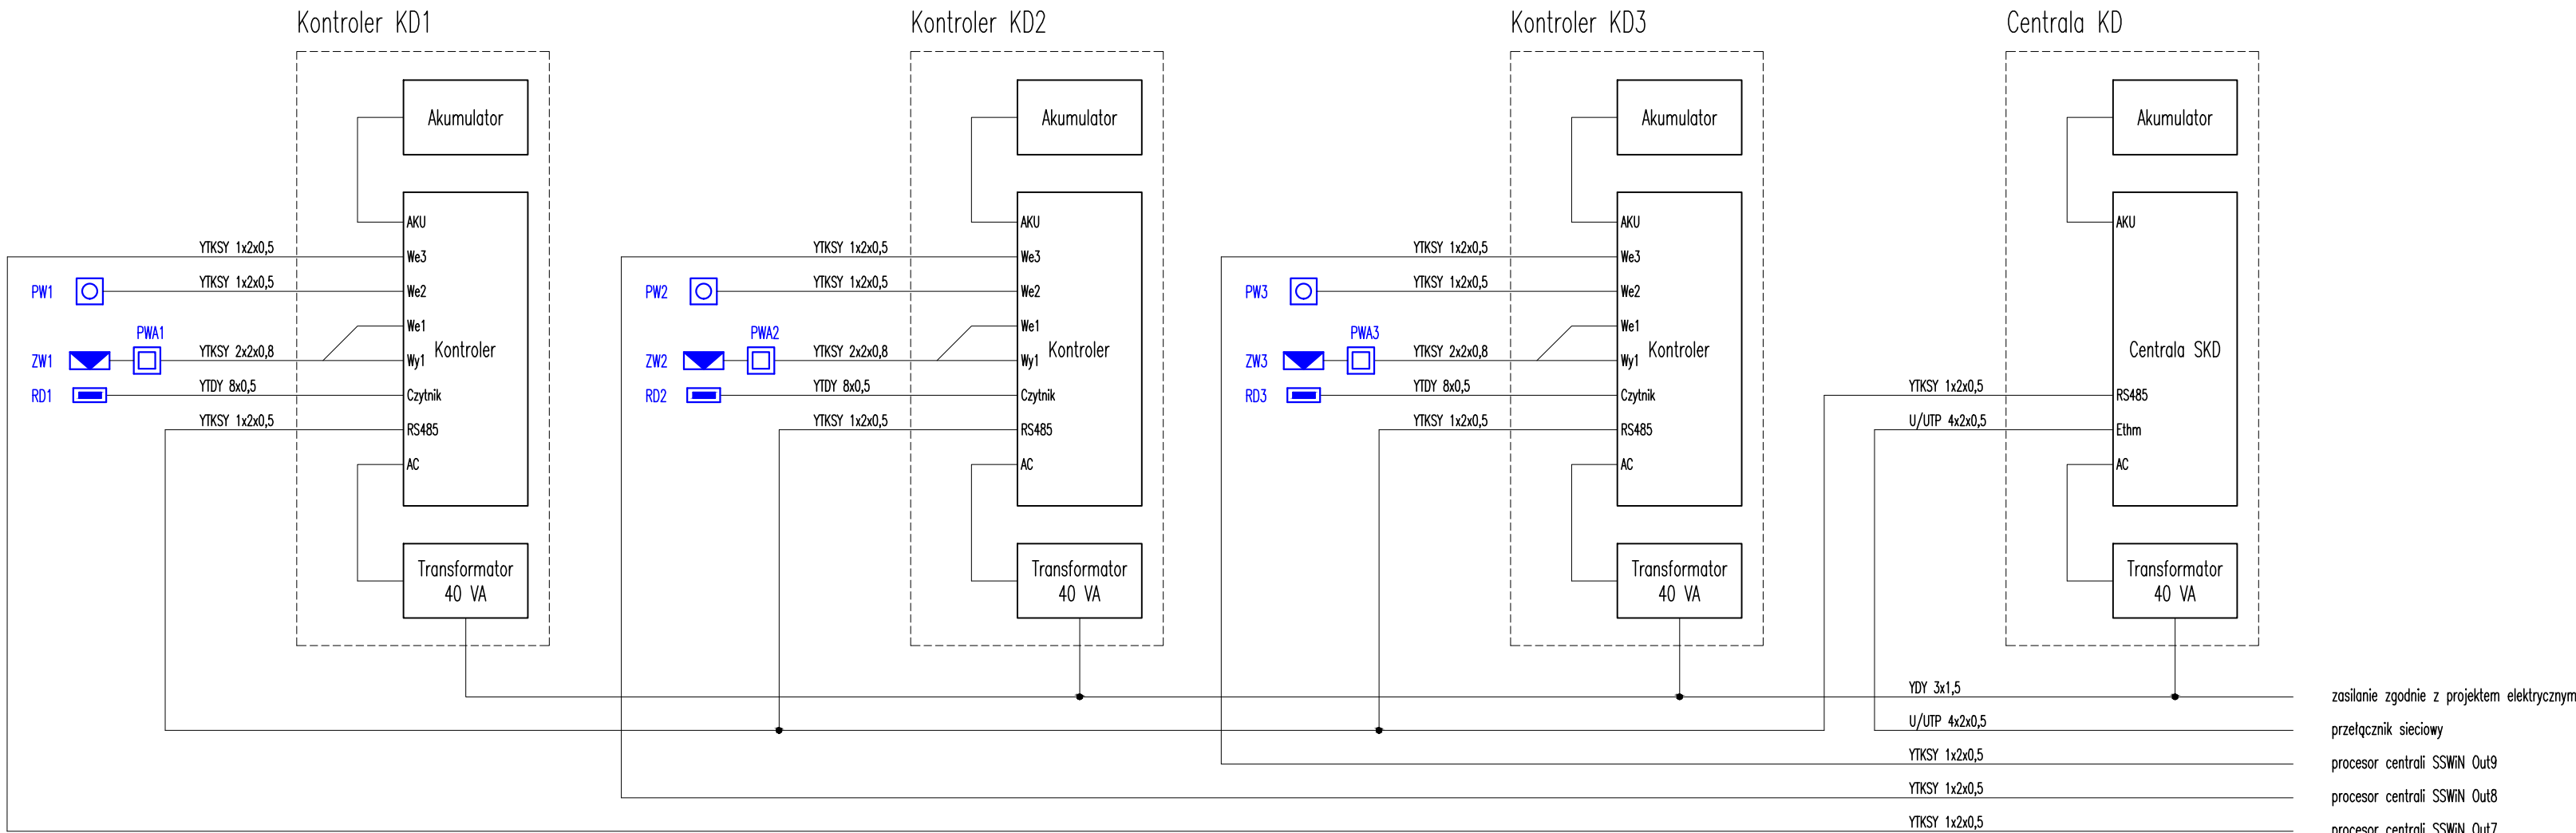 Kontroler KD1
Akumulator
AKU
YTKSY 1x2x0,5
We3
PW1
YTKSY 1x2x0,5
We2
PWA1
We1
ZW1
YTKSY 2x2x0,8
Wy1
Kontroler
RD1
YTDY 8x0,5
Czytnik
YTKSY 1x2x0,5
RS485
AC
Transformator
40 VA
Kontroler KD2
Akumulator
AKU
YTKSY 1x2x0,5
We3
PW2
YTKSY 1x2x0,5
We2
PWA2
We1
ZW2
YTKSY 2x2x0,8
Wy1
Kontroler
RD2
YTDY 8x0,5
Czytnik
YTKSY 1x2x0,5
RS485
AC
Transformator
40 VA
Kontroler KD3
Akumulator
AKU
YTKSY 1x2x0,5
We3
PW3
YTKSY 1x2x0,5
We2
PWA3
We1
ZW3
YTKSY 2x2x0,8
Wy1
Kontroler
RD3
YTDY 8x0,5
Czytnik
YTKSY 1x2x0,5
RS485
AC
Transformator
40 VA
Centrala KD
Akumulator
AKU
Centrala SKD
YTKSY 1x2x0,5
RS485
U/UTP 4x2x0,5
Ethm
AC
Transformator
40 VA
YDY 3x1,5
zasilanie zgodnie z projektem elektrycznym
U/UTP 4x2x0,5
przełącznik sieciowy
YTKSY 1x2x0,5
procesor centrali SSWiN Out9
YTKSY 1x2x0,5
procesor centrali SSWiN Out8
YTKSY 1x2x0,5
procesor centrali SSWiN Out7